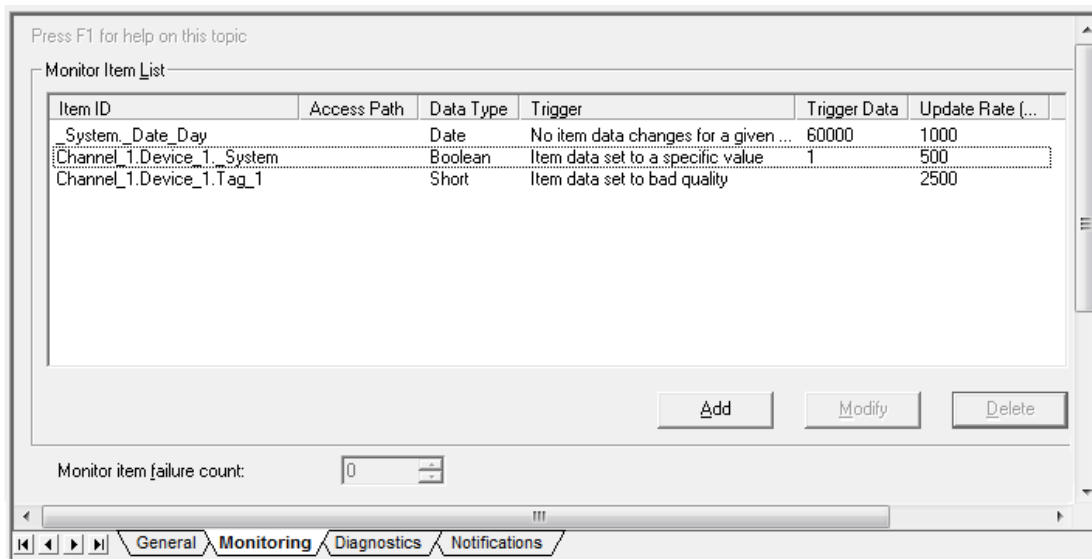 Press F1 for help on this topic
Monitor Item List
Item ID Access Path Data Type Trigger Trigger Data Update Rate (...
_System._Date_Day Date No item data changes for a given ... 60000 1000
Channel_1.Device_1._System Boolean Item data set to a specific value 1 500
Channel_1.Device_1.Tag_1 Short Item data set to bad quality 2500
Add Modify Delete
Monitor item failure count: 0
General Monitoring Diagnostics Notifications